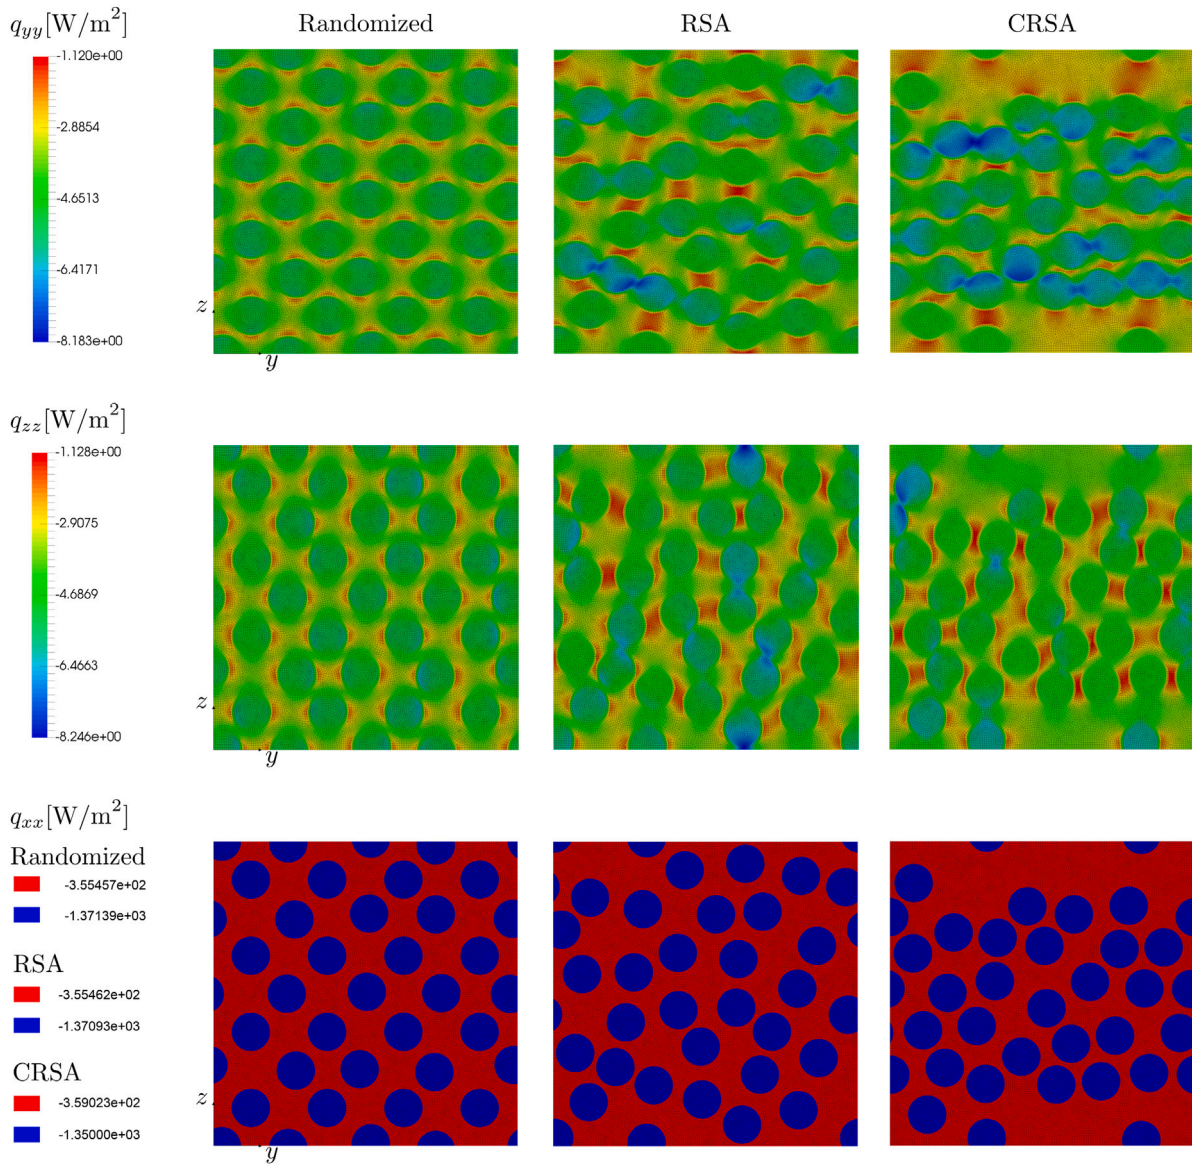 q_yy[W/m^2]
Randomized
RSA
CRSA
-1.120e+00
-2.8854
-4.6513
-6.4171
-8.183e+00
z
y
q_zz[W/m^2]
-1.128e+00
-2.9075
-4.6869
-6.4663
-8.246e+00
z
y
q_xx[W/m^2]
Randomized
-3.55457e+02
-1.37139e+03
RSA
-3.55462e+02
-1.37093e+03
CRSA
-3.59023e+02
-1.35000e+03
z
y